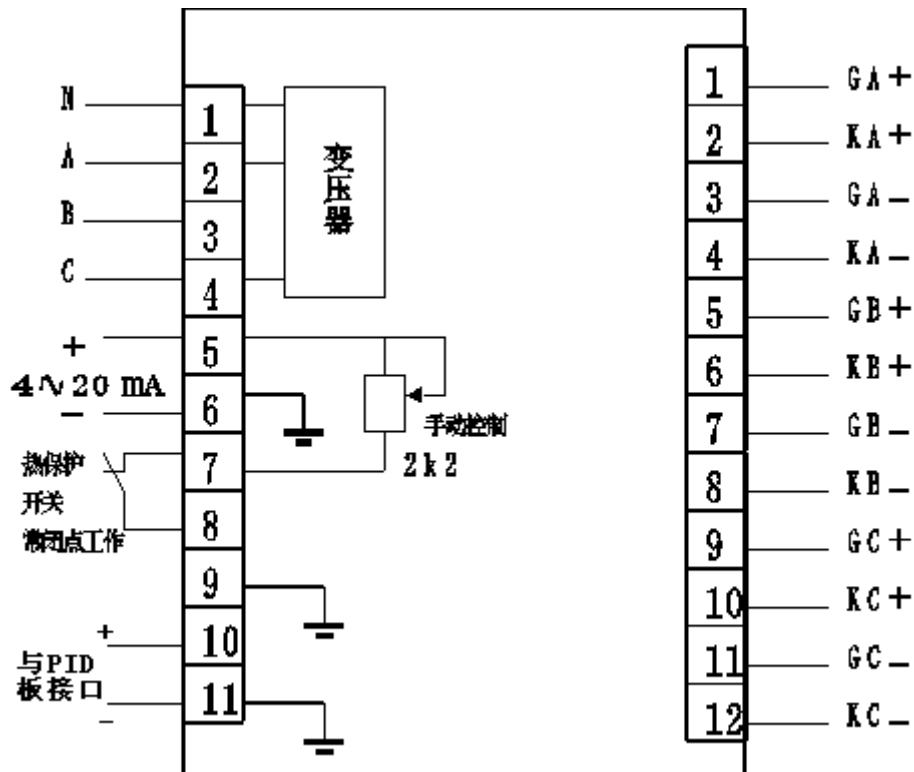 N
A
B
C
+
4~20 mA
−
热保护
开关
常闭点工作
+
与PID
板接口
−
1
2
3
4
5
6
7
8
9
10
11
变压器
手动控制
2k2
1
2
3
4
5
6
7
8
9
10
11
12
GA+
KA+
GA−
KA−
GB+
KB+
GB−
KB−
GC+
KC+
GC−
KC−